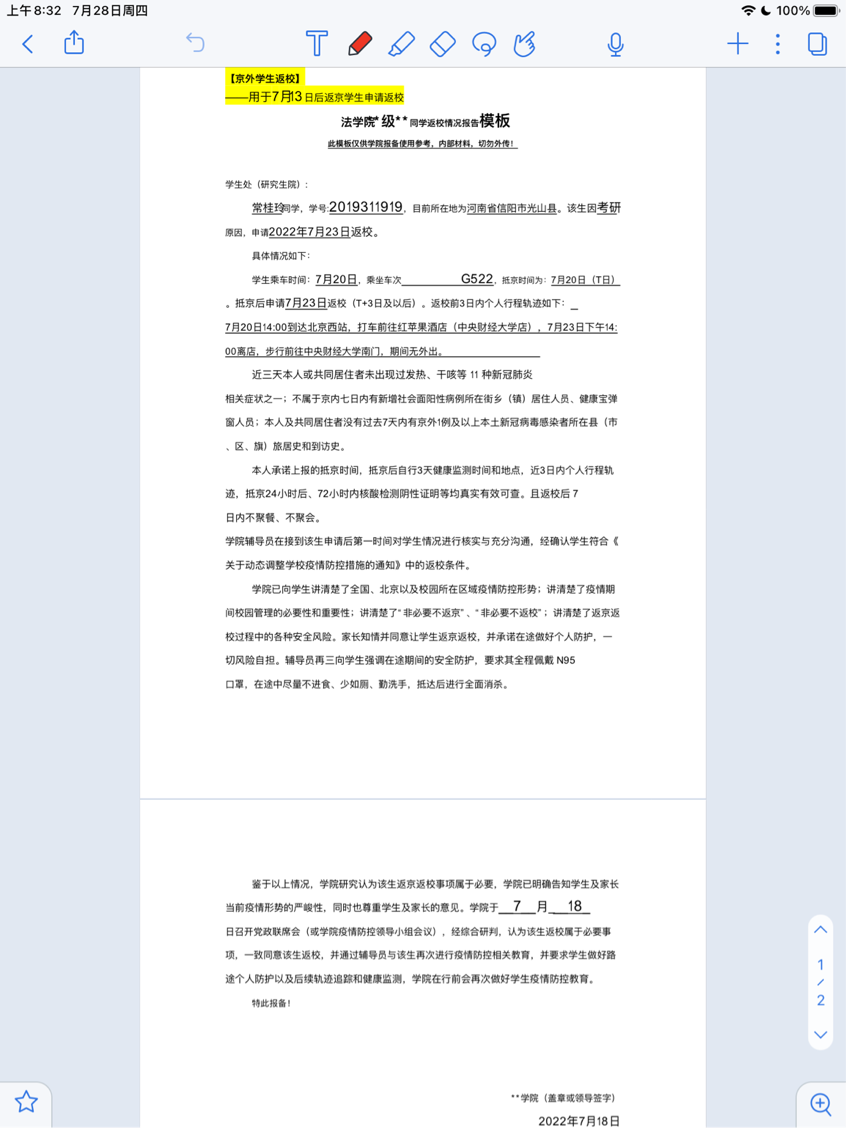 上午8:32 7月28日周四
100%
【京外学生返校】
——用于7月13日后返京学生申请返校
法学院*级**同学返校情况报告模板
此模板仅供学院报备使用参考，内部材料，切勿外传！
学生处（研究生院）：
常桂玲同学，学号:2019311919，目前所在地为河南省信阳市光山县。该生因考研
原因，申请2022年7月23日返校。
具体情况如下：
学生乘车时间：7月20日，乘坐车次 G522，抵京时间为：7月20日（T日）
。抵京后申请7月23日返校（T+3日及以后）。返校前3日内个人行程轨如下：
7月20日14:00到达北京西站，打车前往红苹果酒店（中央财经大学店），7月23日下午14:
00离店，步行前往中央财经大学南门，期间无外出。
近三天本人或共同居住者未出现过发热、干咳等 11 种新冠肺炎
相关症状之一；不属于京内七日内有新增社会面阳性病例所在街乡（镇）居住人员、健康宝弹
窗人员；本人及共同居住者没有过去7天内有京外1例及以上本土新冠病毒感染者所在县（市
、区、旗）旅居史和到访史。
本人承诺上报的抵京时间，抵京后自行3天健康监测时间和地点，近3日内个人行程轨
迹，抵京24小时后、72小时内核酸检测阴性证明等均真实有效可查。且返校后 7
日内不聚餐、不聚会。
学院辅导员在接到该生申请后第一时间对学生情况进行核实与充分沟通，经确认学生符合《
关于动态调整学校疫情防控措施的通知》中的返校条件。
学院已向学生讲清楚了全国、北京以及校园所在区域疫情防控形势；讲清楚了疫情期
间校园管理的必要性和重要性；讲清楚了“非必要不返京”、“非必要不返校”；讲清楚了返京返
校过程中的各种安全风险。家长知情并同意让学生返京返校，并承诺在途做好个人防护，一
切风险自担。辅导员再三向学生强调在途期间的安全防护，要求其全程佩戴 N95
口罩，在途中尽量不进食、少如厕、勤洗手，抵达后进行全面消杀。
鉴于以上情况，学院研究认为该生返京返校事项属于必要，学院已明确告知学生及家长
当前疫情形势的严峻性，同时也尊重学生及家长的意见。学院于 7 月 18
日召开党政联席会（或学院疫情防控领导小组会议），经综合研判，认为该生返校属于必要事
项，一致同意该生返校，并通过辅导员与该生再次进行疫情防控相关教育，并要求学生做好路
途个人防护以及后续轨迹追踪和健康监测，学院在行前会再次做好学生疫情防控教育。
特此报备！
**学院（盖章或领导签字）
2022年7月18日
1
/
2